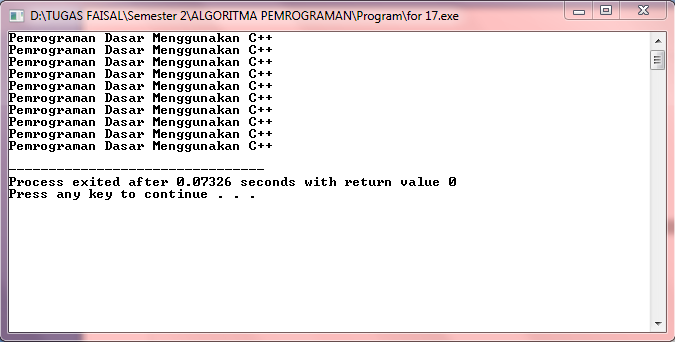 D:\TUGAS FAISAL\Semester 2\ALGORITMA PEMROGRAMAN\Program\for 17.exe
Pemrograman Dasar Menggunakan C++
Pemrograman Dasar Menggunakan C++
Pemrograman Dasar Menggunakan C++
Pemrograman Dasar Menggunakan C++
Pemrograman Dasar Menggunakan C++
Pemrograman Dasar Menggunakan C++
Pemrograman Dasar Menggunakan C++
Pemrograman Dasar Menggunakan C++
Pemrograman Dasar Menggunakan C++
Pemrograman Dasar Menggunakan C++
--------------------------------
Process exited after 0.07326 seconds with return value 0
Press any key to continue . . .